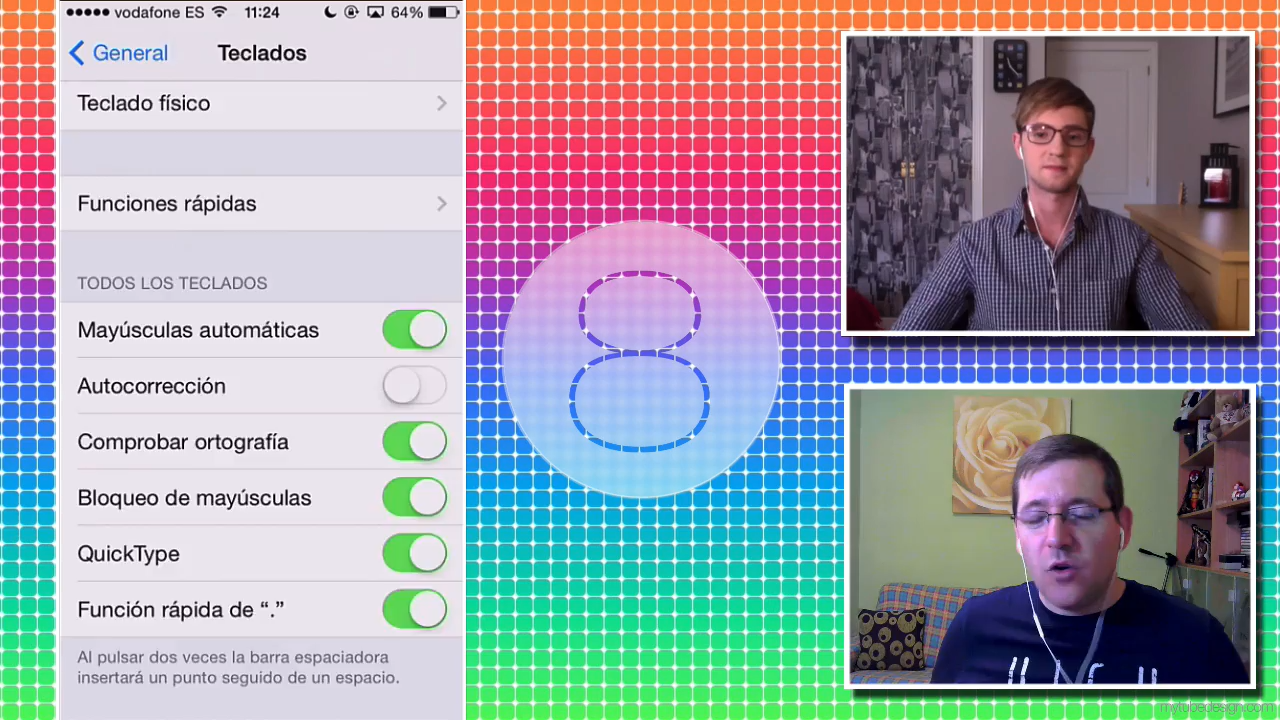 vodafone ES 11:24 64%
General Teclados
Teclado físico
Funciones rápidas
TODOS LOS TECLADOS
Mayúsculas automáticas
Autocorrección
Comprobar ortografía
Bloqueo de mayúsculas
QuickType
Función rápida de “.”
Al pulsar dos veces la barra espaciadora
insertará un punto seguido de un espacio.
8
mytubedesign.com